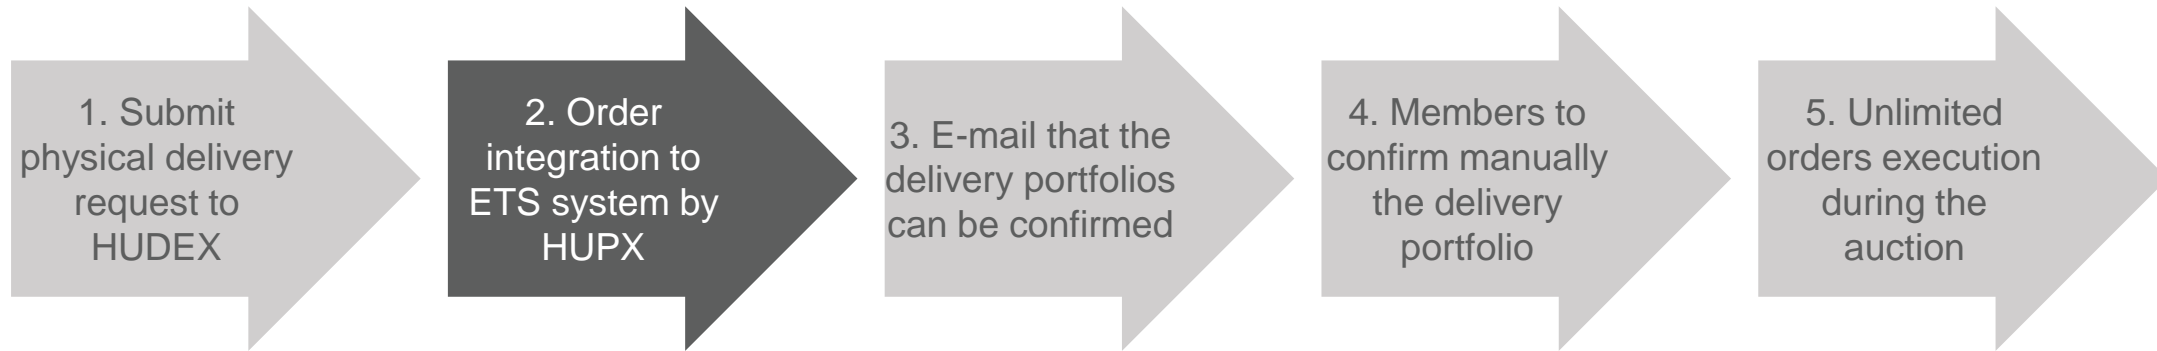 1. Submit
physical delivery
request to
HUDEX
2. Order
integration to
ETS system by
HUPX
3. E-mail that the
delivery portfolios
can be confirmed
4. Members to
confirm manually
the delivery
portfolio
5. Unlimited
orders execution
during the
auction